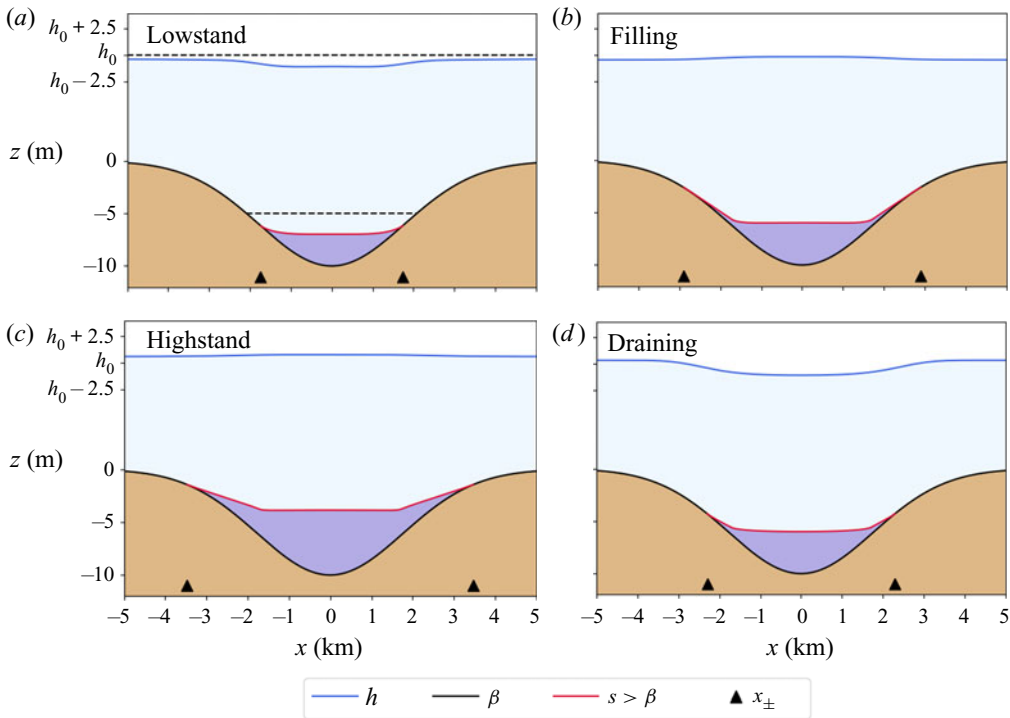 (a) h₀ + 2.5 Lowstand
h₀
h₀ − 2.5
z (m)
0
−5
−10
(b) Filling
(c) h₀ + 2.5 Highstand
h₀
h₀ − 2.5
z (m)
0
−5
−10
−5 −4 −3 −2 −1 0 1 2 3 4 5
x (km)
(d) Draining
−5 −4 −3 −2 −1 0 1 2 3 4 5
x (km)
h β s > β x±